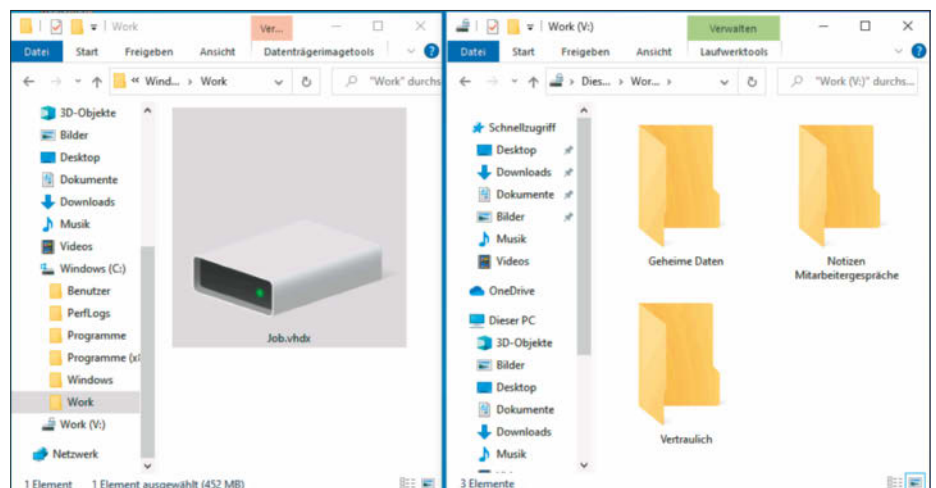 Work
Ver...
Datei Start Freigeben Ansicht Datenträgerimagetools
« Wind... › Work
"Work" durchs
3D-Objekte
Bilder
Desktop
Dokumente
Downloads
Musik
Videos
Windows (C:)
Benutzer
PerfLogs
Programme
Programme (x
Windows
Work
Work (V:)
Netzwerk
Job.vhdx
1 Element 1 Element ausgewählt (452 MB)
Work (V:)
Verwalten
Datei Start Freigeben Ansicht Laufwerktools
› Dies... › Wor... ›
"Work (V:)" durchs...
Schnellzugriff
Desktop
Downloads
Dokumente
Bilder
Musik
Videos
OneDrive
Dieser PC
3D-Objekte
Bilder
Desktop
Dokumente
Downloads
Musik
Geheime Daten
Notizen
Mitarbeitergespräche
Vertraulich
3 Elemente